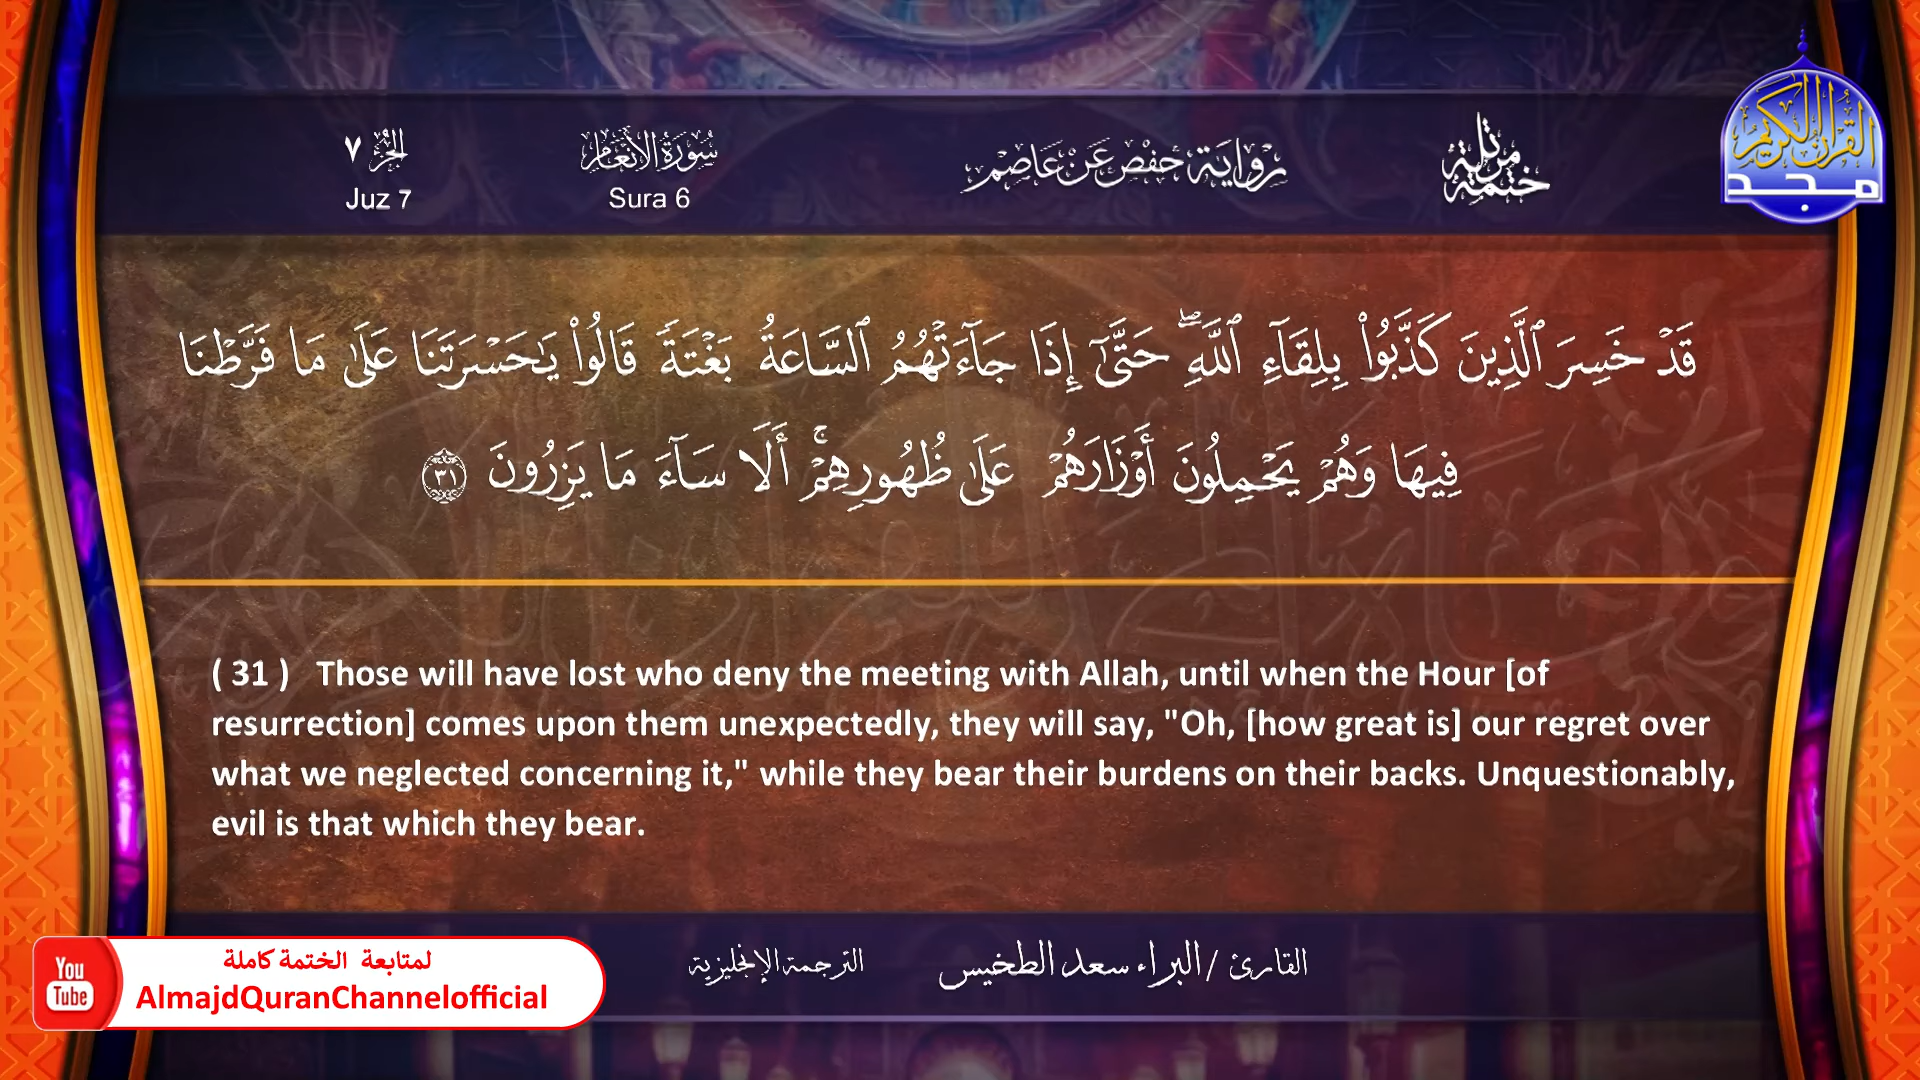 ختمة مرتلة
رواية حفص عن عاصم
سورة الأنعام
الجزء ٧
Sura 6
Juz 7
القرآن الكريم
مجد
قَدْ خَسِرَ ٱلَّذِينَ كَذَّبُوا۟ بِلِقَآءِ ٱللَّهِ ۖ حَتَّىٰٓ إِذَا جَآءَتْهُمُ ٱلسَّاعَةُ بَغْتَةً قَالُوا۟ يَـٰحَسْرَتَنَا عَلَىٰ مَا فَرَّطْنَا
فِيهَا وَهُمْ يَحْمِلُونَ أَوْزَارَهُمْ عَلَىٰ ظُهُورِهِمْ ۚ أَلَا سَآءَ مَا يَزِرُونَ ٣١
( 31 ) Those will have lost who deny the meeting with Allah, until when the Hour [of
resurrection] comes upon them unexpectedly, they will say, "Oh, [how great is] our regret over
what we neglected concerning it," while they bear their burdens on their backs. Unquestionably,
evil is that which they bear.
القارئ / البراء سعد الطخيس
الترجمة الإنجليزية
You
Tube
لمتابعة الختمة كاملة
AlmajdQuranChannelofficial